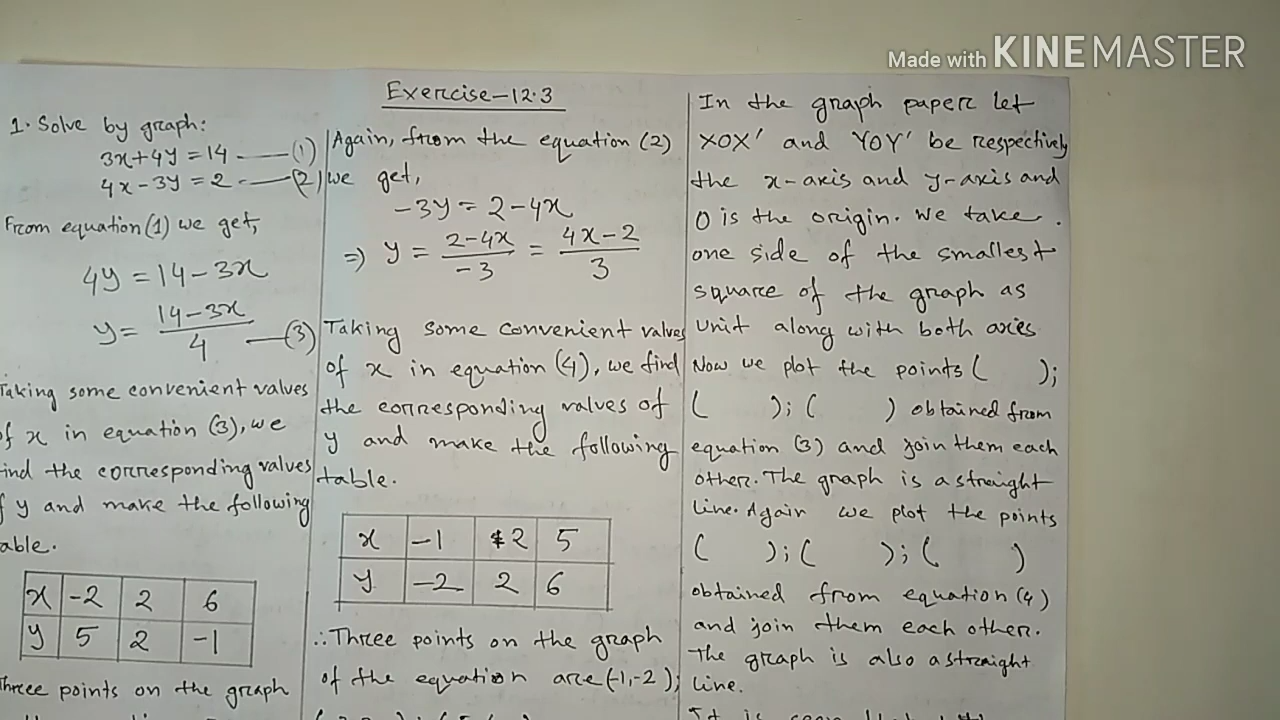 Made with KINEMASTER
Exercise-12.3
1. Solve by graph:
3x+4y=14 —(1)
4x-3y=2 —(2)
From equation(1) we get,
4y=14-3x
y= 14-3x / 4 —(3)
Taking some convenient values
of x in equation (3), we
ind the corresponding values
f y and make the following
able.
x -2 2 6
y 5 2 -1
Three points on the graph
Again, from the equation (2)
we get,
-3y=2-4x
⇒ y = 2-4x / -3 = 4x-2 / 3
Taking some convenient values
of x in equation (4), we find
the corresponding values of
y and make the following
table.
x -1 2 5
y -2 2 6
∴Three points on the graph
of the equation are(-1,-2);
In the graph paper let
XOX' and YOY' be respectively
the x-axis and y-axis and
O is the origin. We take
one side of the smallest
square of the graph as
unit along with both axies
Now we plot the points (   );
(   ); (   ) obtained from
equation (3) and join them each
other. The graph is a straight
line. Again we plot the points
(   ); (   ); (   )
obtained from equation (4)
and join them each other.
The graph is also a straight
line.